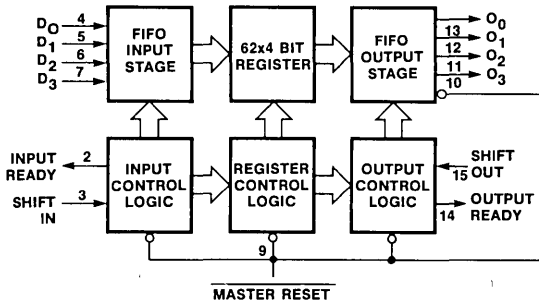 D0 4
D1 5
D2 6
D3 7
FIFO
INPUT
STAGE
62x4 BIT
REGISTER
FIFO
OUTPUT
STAGE
O0
13 O1
12 O2
11 O3
10
INPUT
READY
2
SHIFT
IN
3
INPUT
CONTROL
LOGIC
REGISTER
CONTROL
LOGIC
OUTPUT
CONTROL
LOGIC
SHIFT
OUT
15
OUTPUT
READY
14
9
MASTER RESET